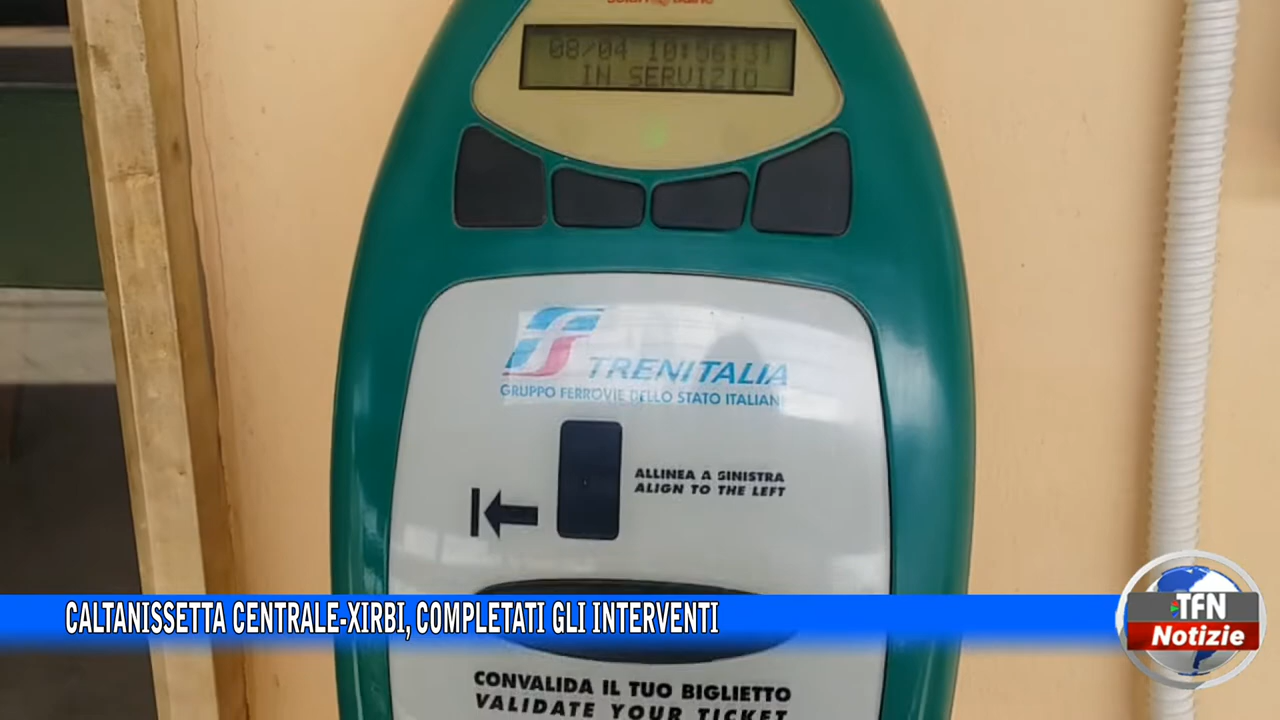 08/04 10:56:31
IN SERVIZIO
TRENITALIA
GRUPPO FERROVIE DELLO STATO ITALIANE
ALLINEA A SINISTRA
ALIGN TO THE LEFT
CALTANISSETTA CENTRALE-XIRBI, COMPLETATI GLI INTERVENTI
TFN
Notizie
CONVALIDA IL TUO BIGLIETTO
VALIDATE YOUR TICKET